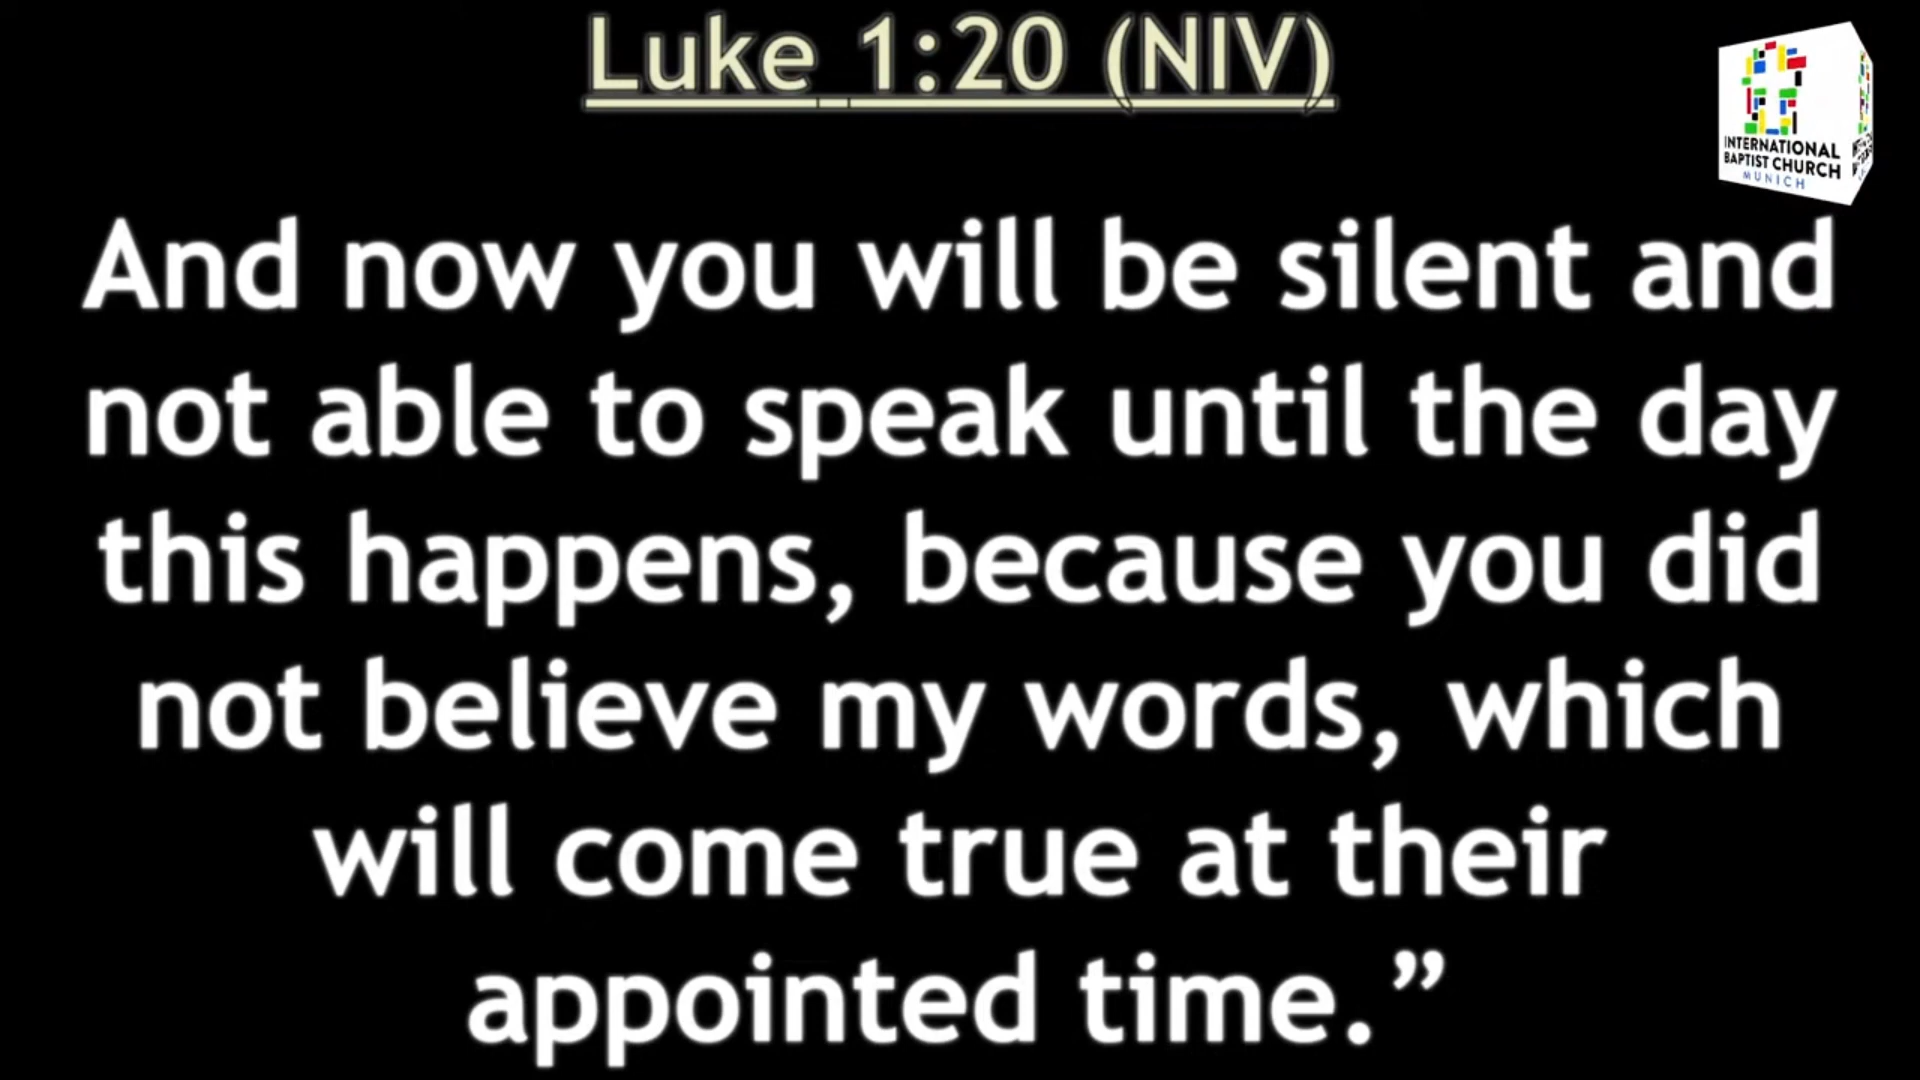 Luke 1:20 (NIV)
INTERNATIONAL
BAPTIST CHURCH
MUNICH
And now you will be silent and
not able to speak until the day
this happens, because you did
not believe my words, which
will come true at their
appointed time.”